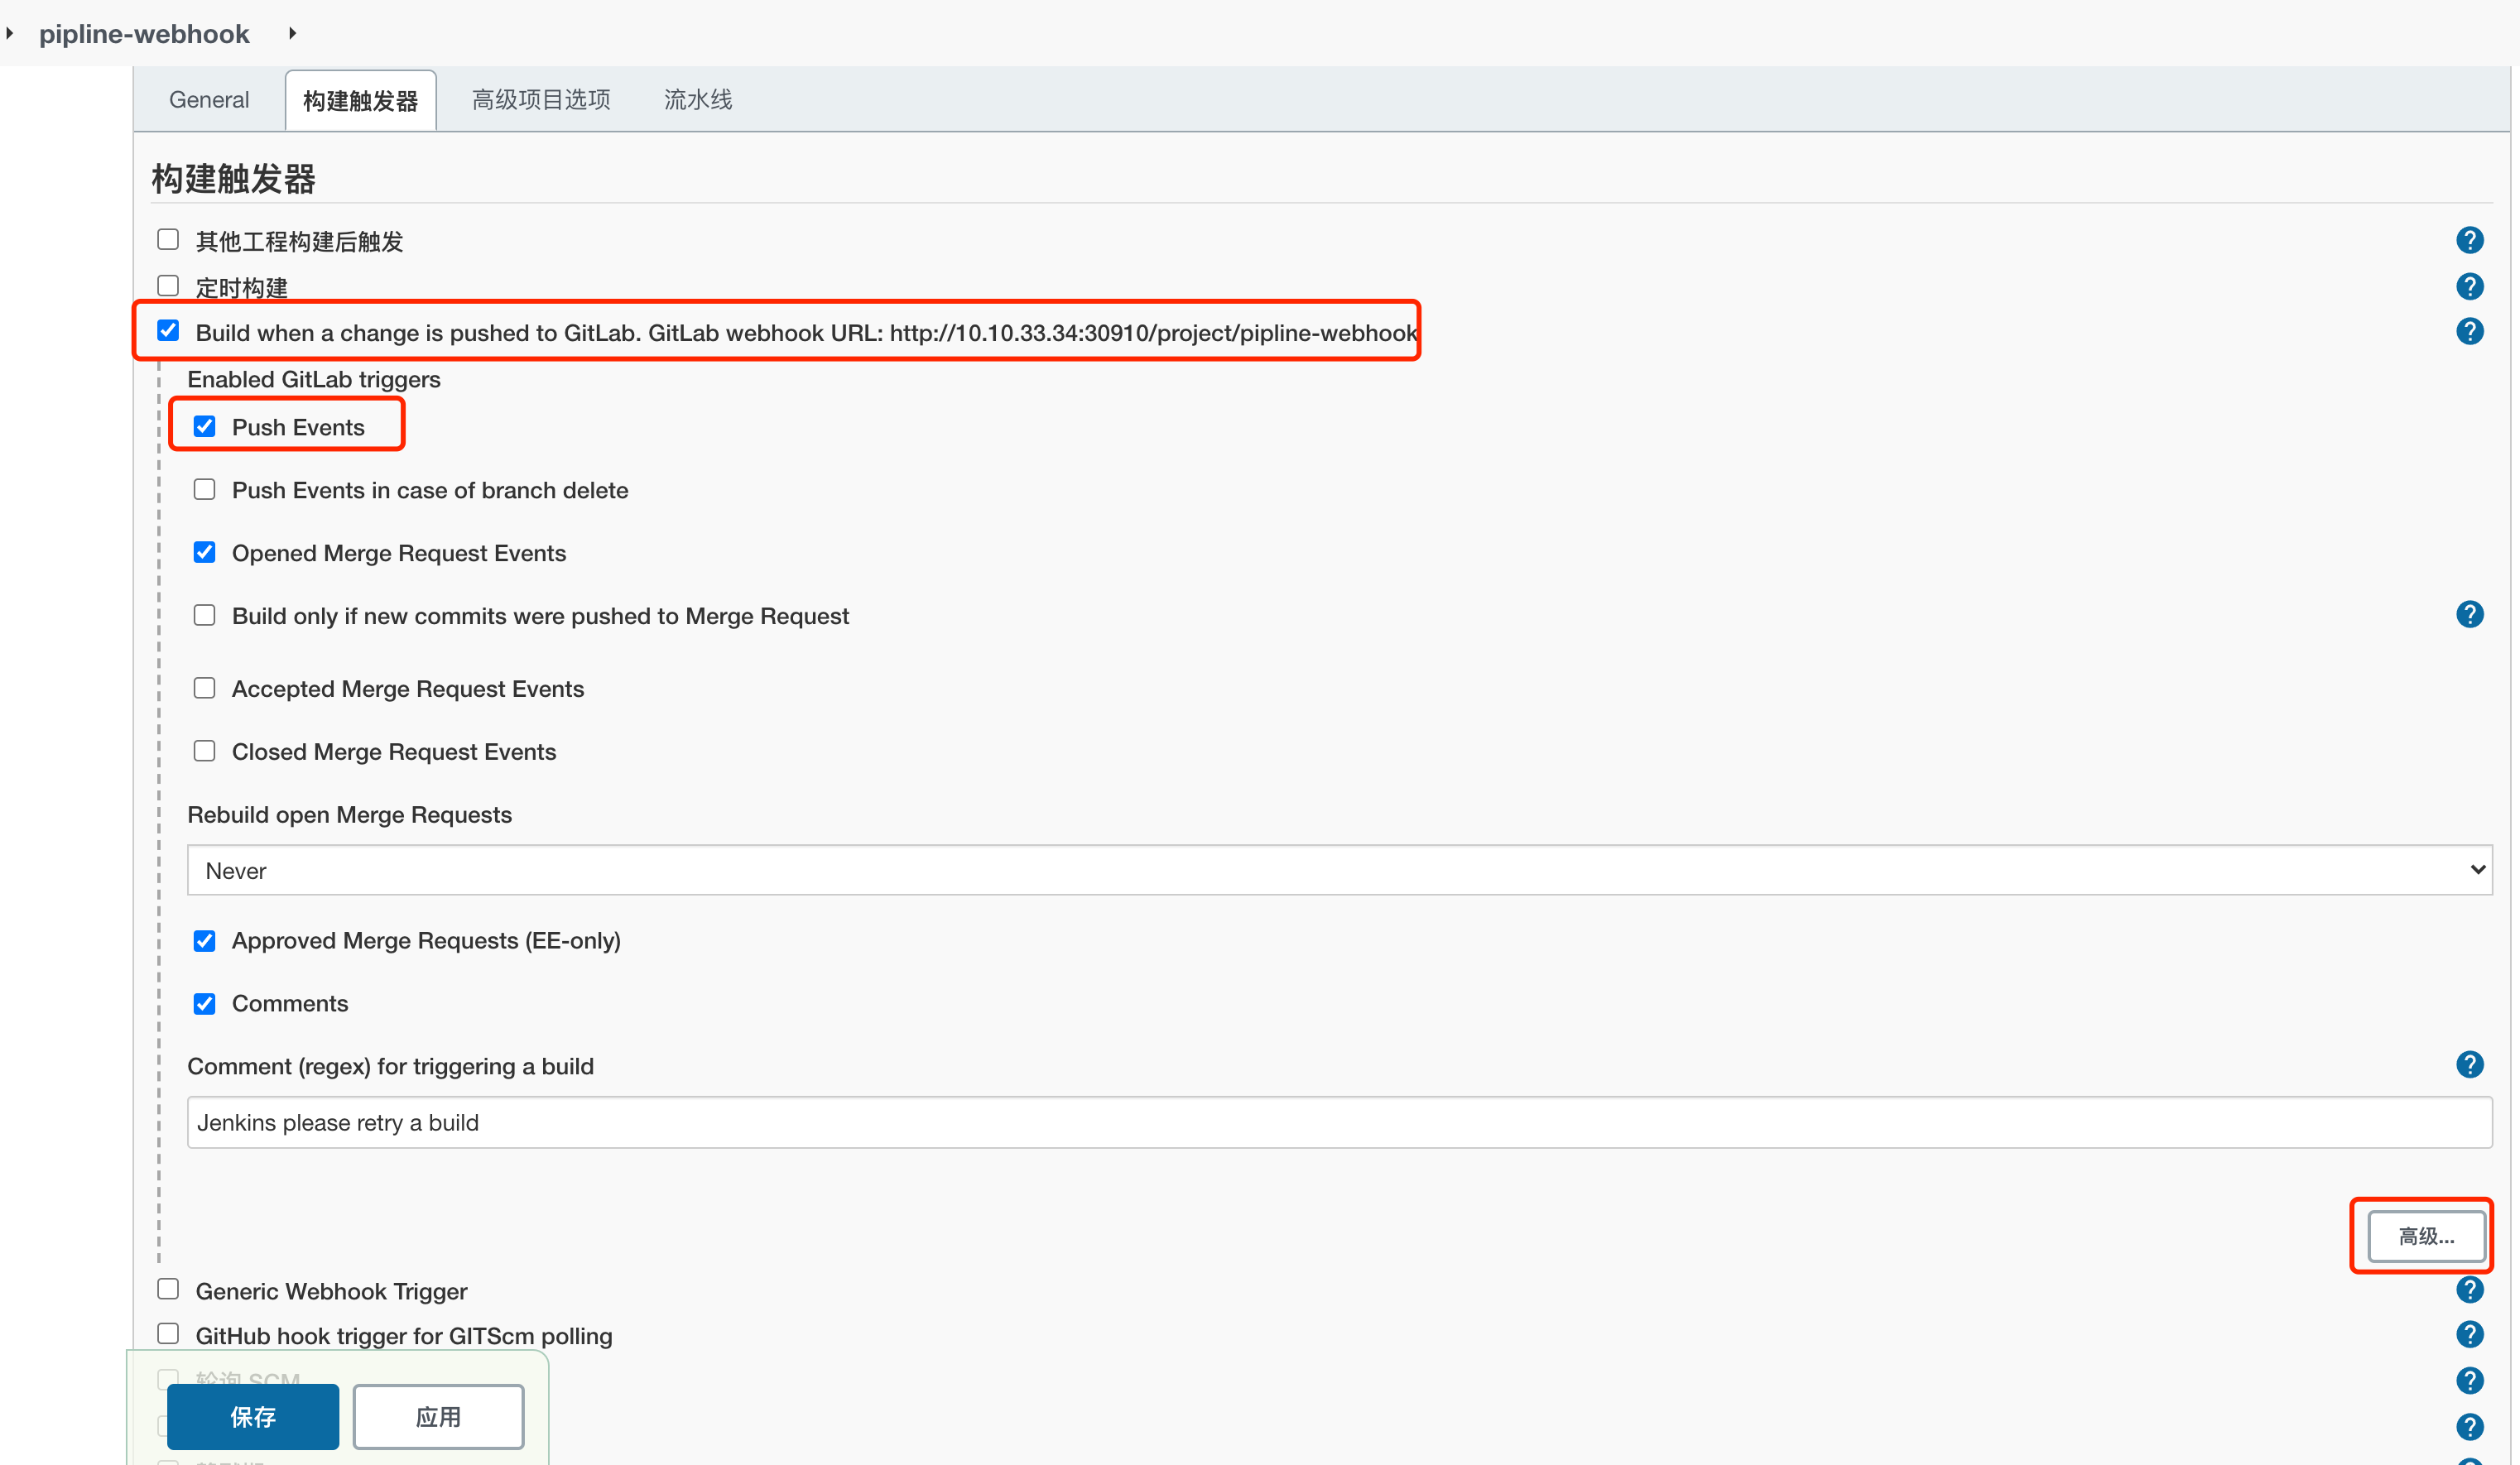 pipline-webhook
General 构建触发器 高级项目选项 流水线
构建触发器
其他工程构建后触发
定时构建
Build when a change is pushed to GitLab. GitLab webhook URL: http://10.10.33.34:30910/project/pipline-webhook
Enabled GitLab triggers
Push Events
Push Events in case of branch delete
Opened Merge Request Events
Build only if new commits were pushed to Merge Request
Accepted Merge Request Events
Closed Merge Request Events
Rebuild open Merge Requests
Never
Approved Merge Requests (EE-only)
Comments
Comment (regex) for triggering a build
Jenkins please retry a build
高级...
Generic Webhook Trigger
GitHub hook trigger for GITScm polling
轮询 SCM
保存 应用